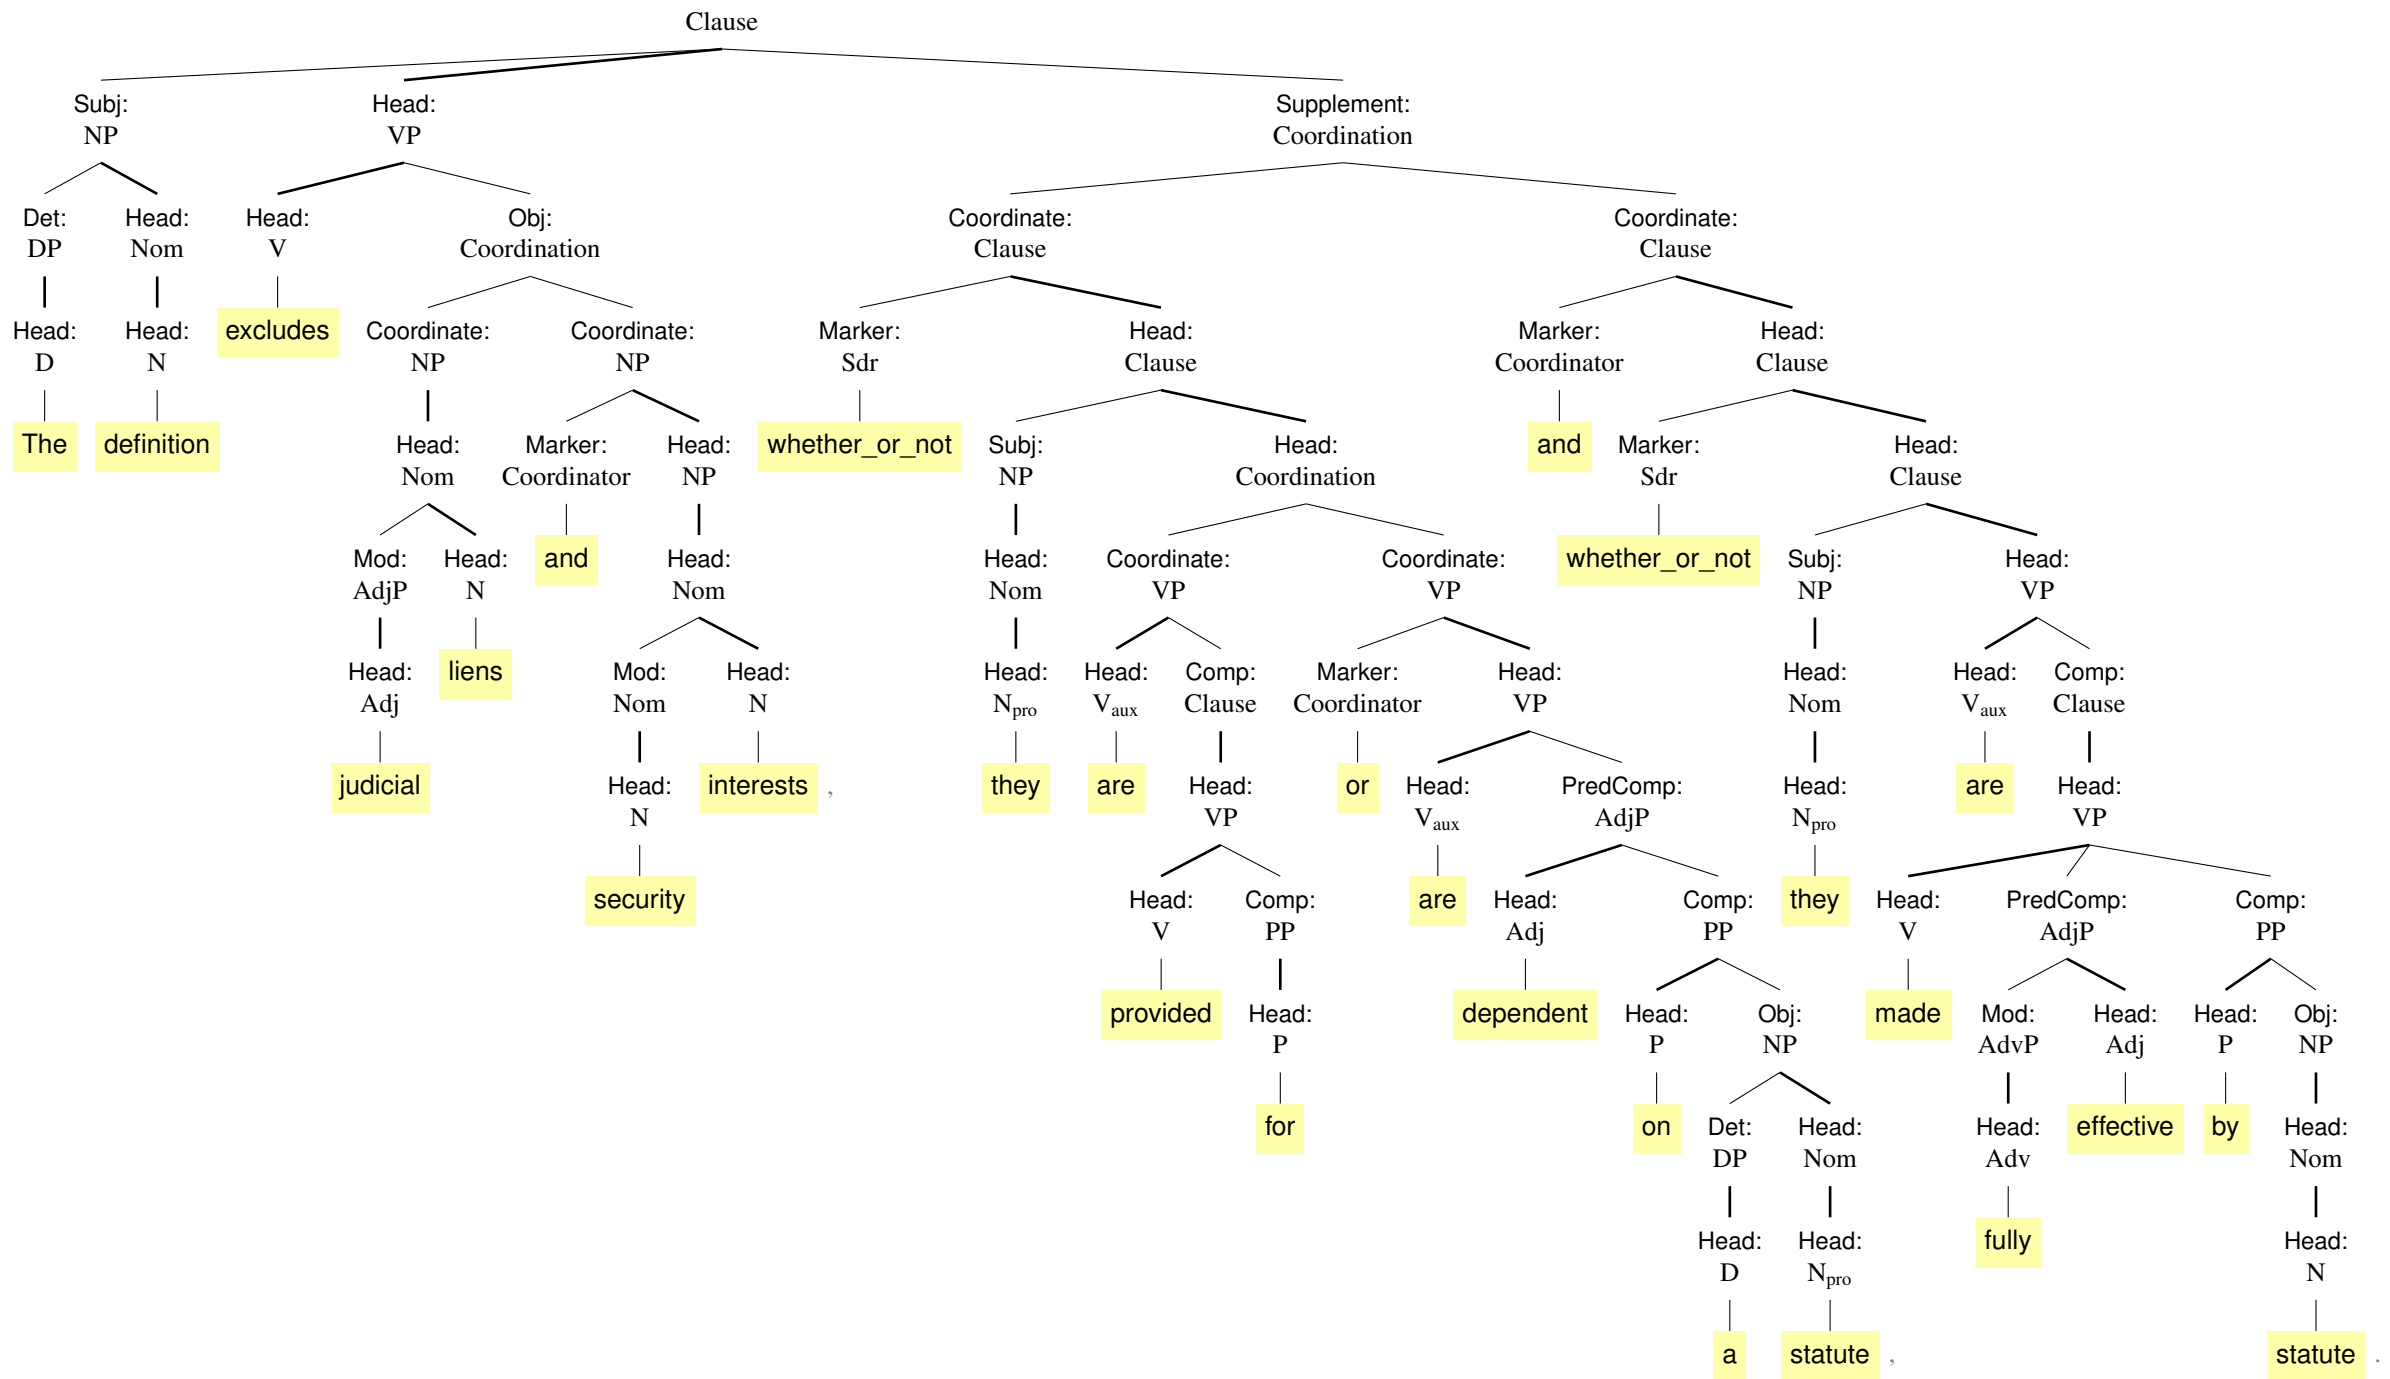 Clause
Subj: Head: Supplement:
NP VP Coordination
Det: Head: Head: Obj: Coordinate: Coordinate:
DP Nom V Coordination Clause Clause
Head: Head: excludes Coordinate: Coordinate: Marker: Head: Marker: Head:
D N NP NP Sdr Clause Coordinator Clause
The definition Head: Marker: Head: whether_or_not Subj: Head: and Marker: Head:
Nom Coordinator NP NP Coordination Sdr Clause
Mod: Head: and Head: Head: Coordinate: Coordinate: whether_or_not Subj: Head:
AdjP N Nom Nom VP VP NP VP
Head: liens Mod: Head: Head: Head: Comp: Marker: Head: Head: Head: Comp:
Adj Nom N Npro Vaux Clause Coordinator VP Nom Vaux Clause
judicial Head: interests , they are Head: or Head: PredComp: Head: are Head:
N VP Vaux AdjP Npro VP
security Head: Comp: are Head: Comp: they Head: PredComp: Comp:
V PP Adj PP V AdjP PP
provided Head: dependent Head: Obj: made Mod: Head: Head: Obj:
P P NP AdvP Adj P NP
for on Det: Head: Head: effective by Head:
DP Nom Adv Nom
Head: Head: fully Head:
D Npro N
a statute , statute .